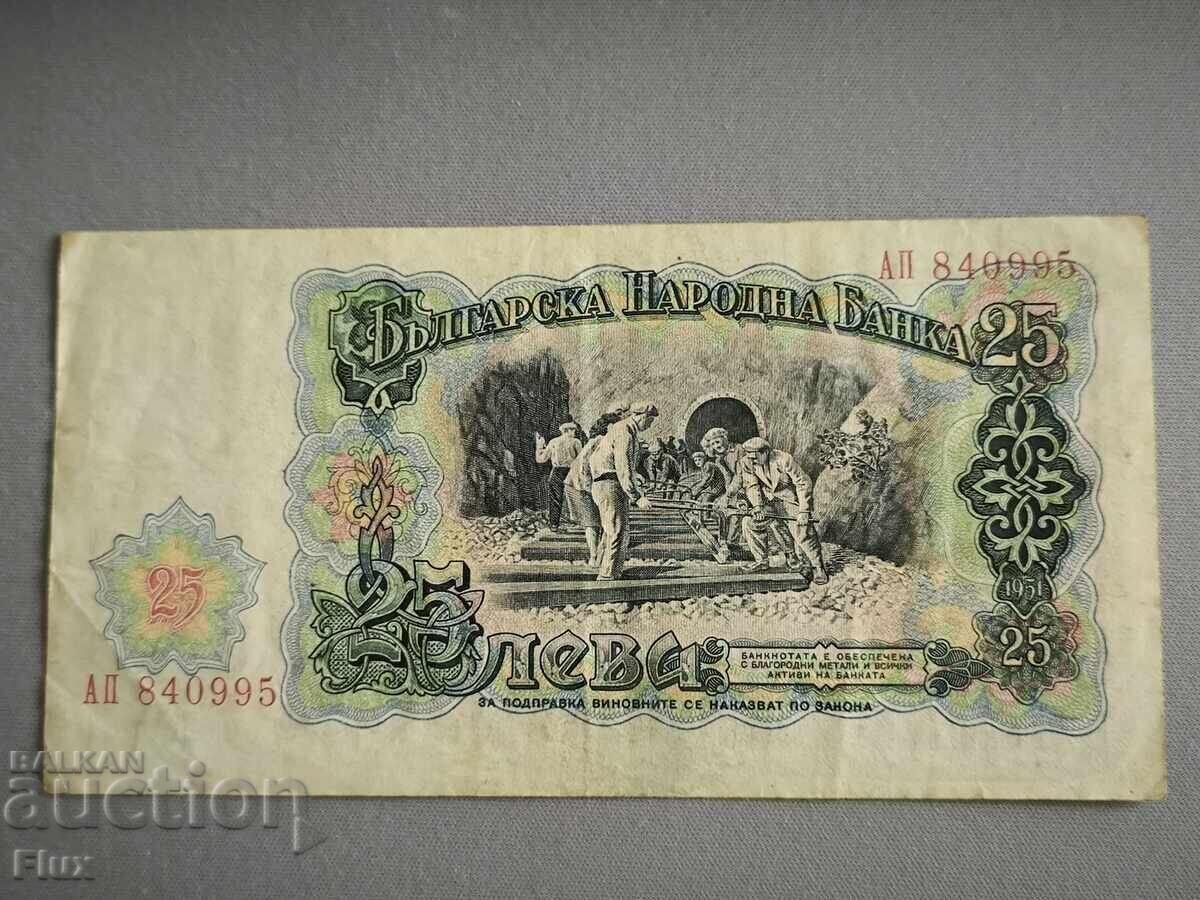 АП 840995
Българска Народна Банка
25
25
1951
25
25 Лева
БАНКНОТАТА Е ОБЕСПЕЧЕНА
С БЛАГОРОДНИ МЕТАЛИ И ВСИЧКИ
АКТИВИ НА БАНКАТА
АП 840995
ЗА ПОДПРАВКА ВИНОВНИТЕ СЕ НАКАЗВАТ ПО ЗАКОНА
BALKAN
auction
Flux